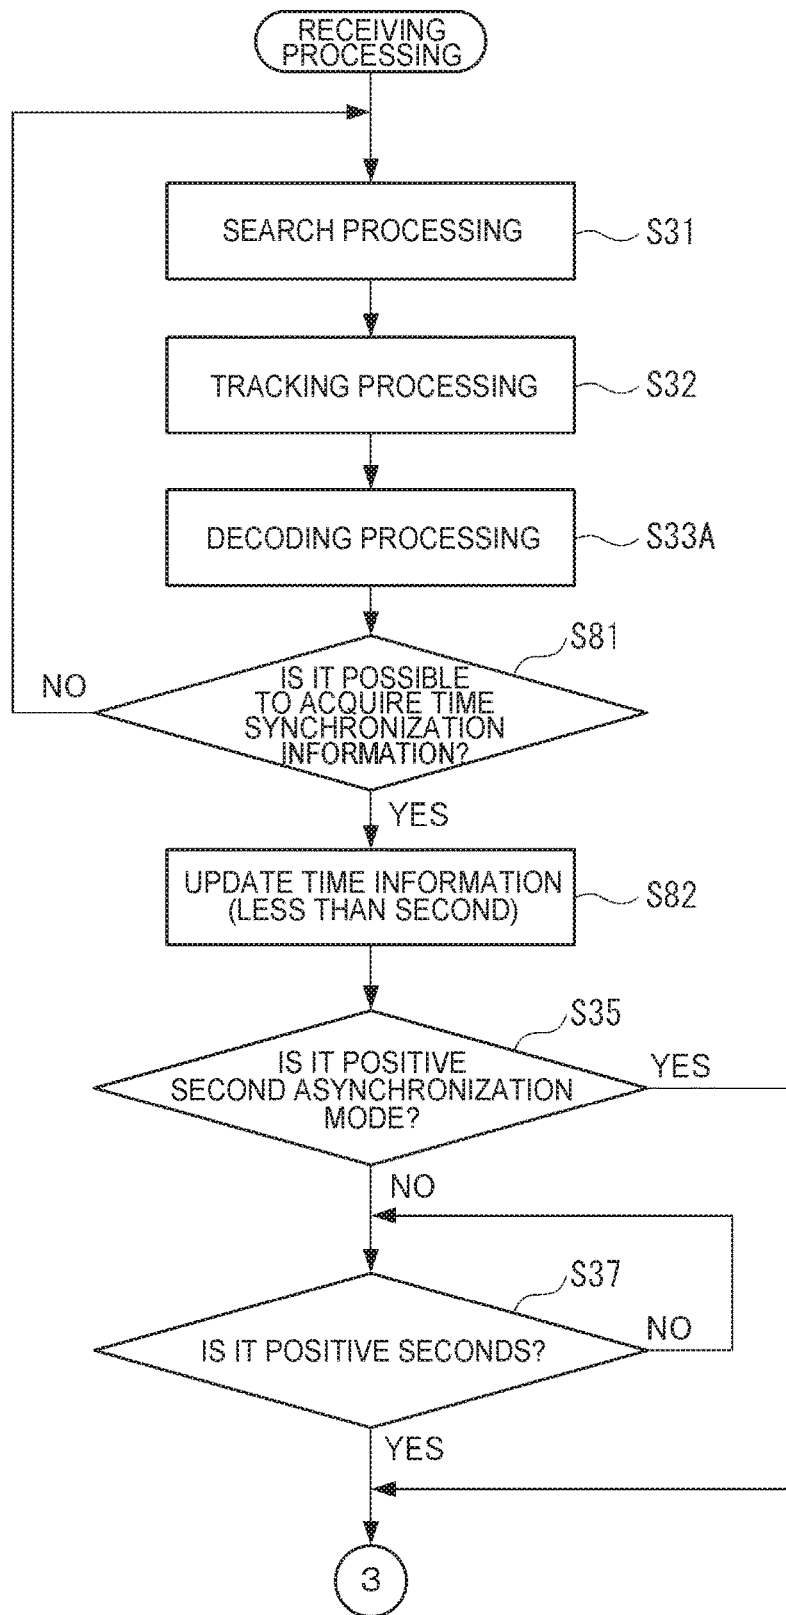 RECEIVING
PROCESSING
SEARCH PROCESSING
S31
TRACKING PROCESSING
S32
DECODING PROCESSING
S33A
S81
IS IT POSSIBLE
TO ACQUIRE TIME
SYNCHRONIZATION
INFORMATION?
NO
YES
UPDATE TIME INFORMATION
(LESS THAN SECOND)
S82
S35
IS IT POSITIVE
SECOND ASYNCHRONIZATION
MODE?
YES
NO
S37
IS IT POSITIVE SECONDS?
NO
YES
3